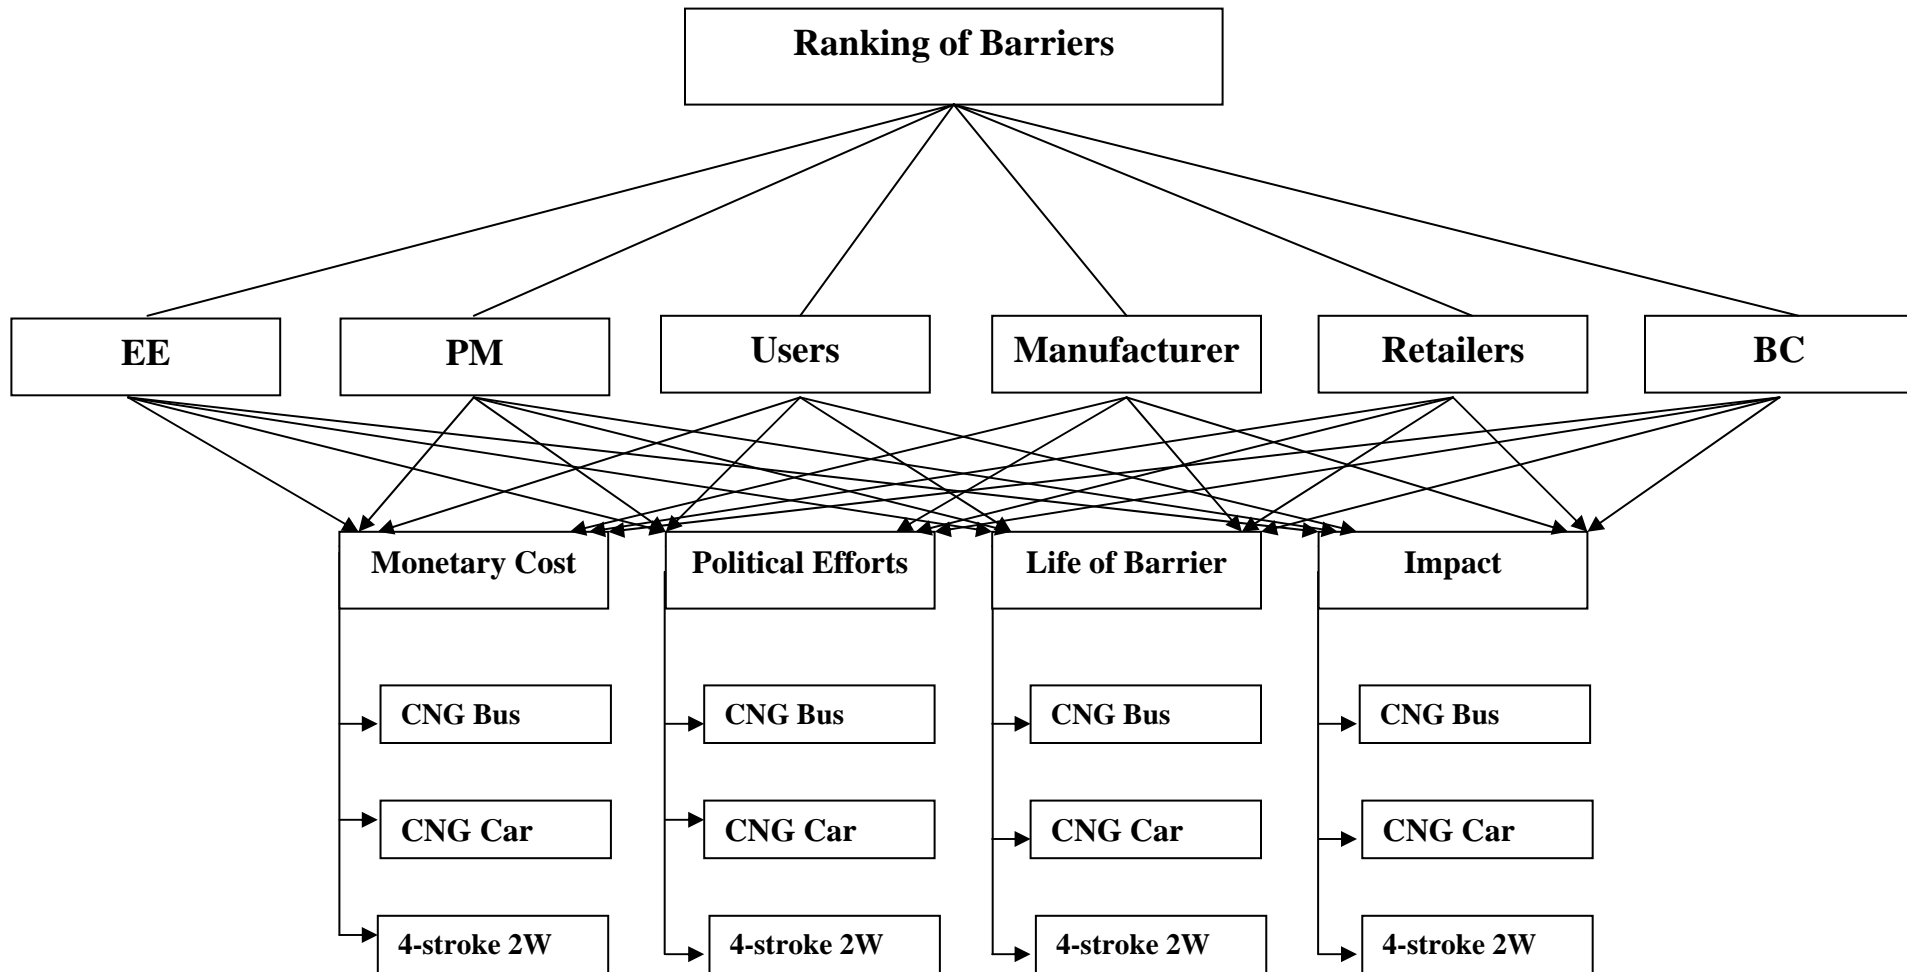 Ranking of Barriers
EE
PM
Users
Manufacturer
Retailers
BC
Monetary Cost
Political Efforts
Life of Barrier
Impact
CNG Bus
CNG Bus
CNG Bus
CNG Bus
CNG Car
CNG Car
CNG Car
CNG Car
4-stroke 2W
4-stroke 2W
4-stroke 2W
4-stroke 2W